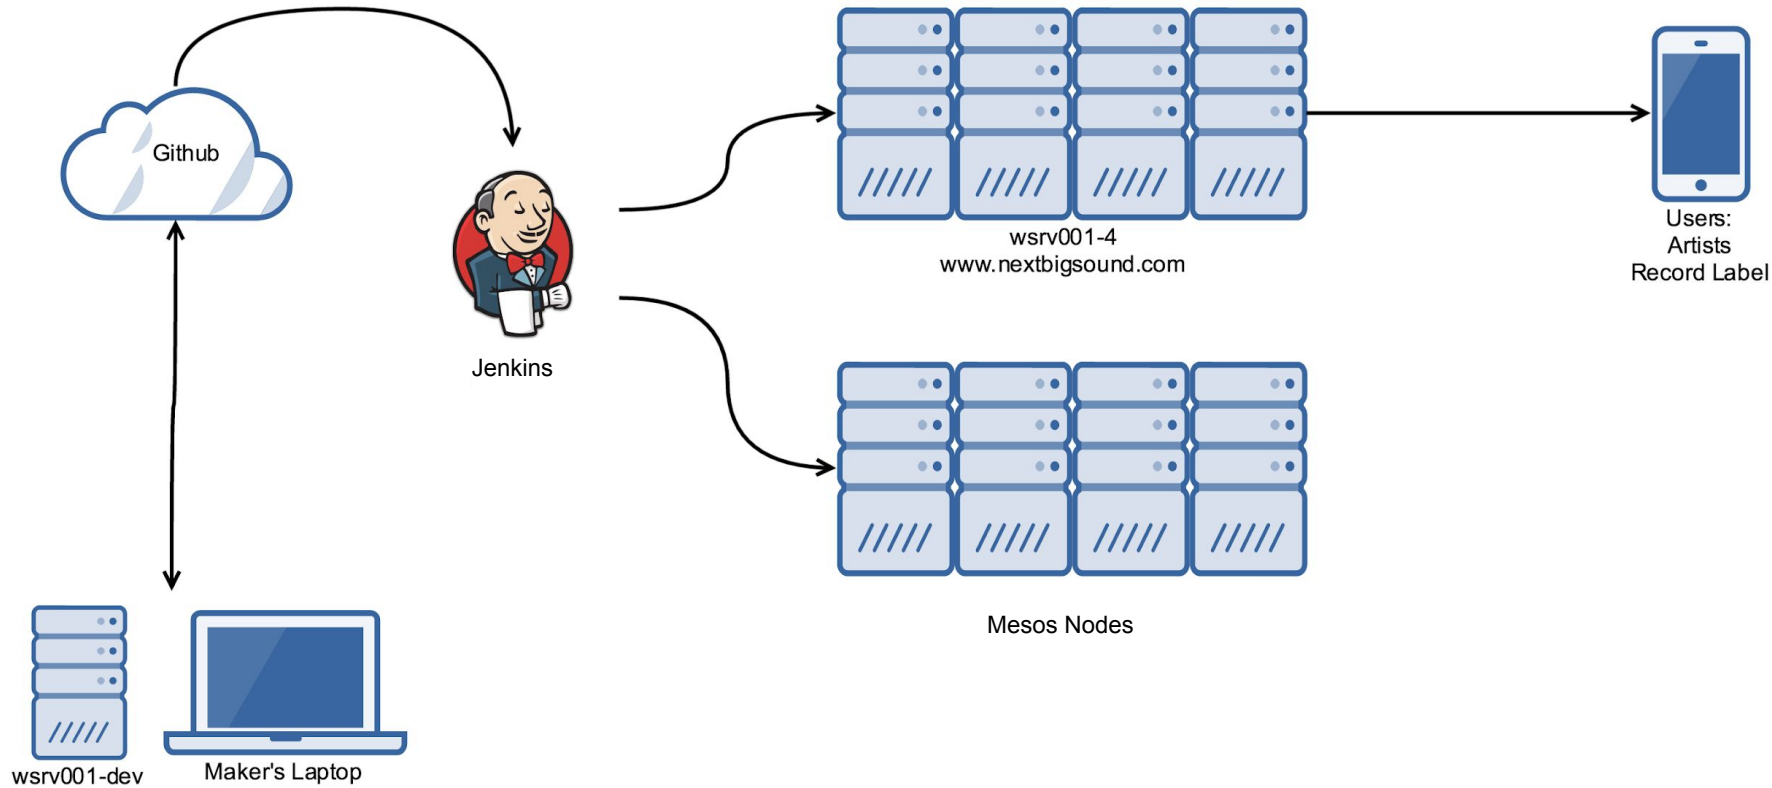 Github
Jenkins
wsrv001-4
www.nextbigsound.com
Users:
Artists
Record Label
Mesos Nodes
wsrv001-dev
Maker's Laptop